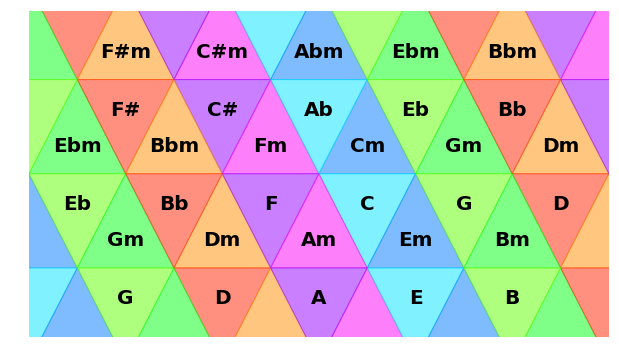 F#m C#m Abm Ebm Bbm
F# C# Ab Eb Bb
Ebm Bbm Fm Cm Gm Dm
Eb Bb F C G D
Gm Dm Am Em Bm
G D A E B